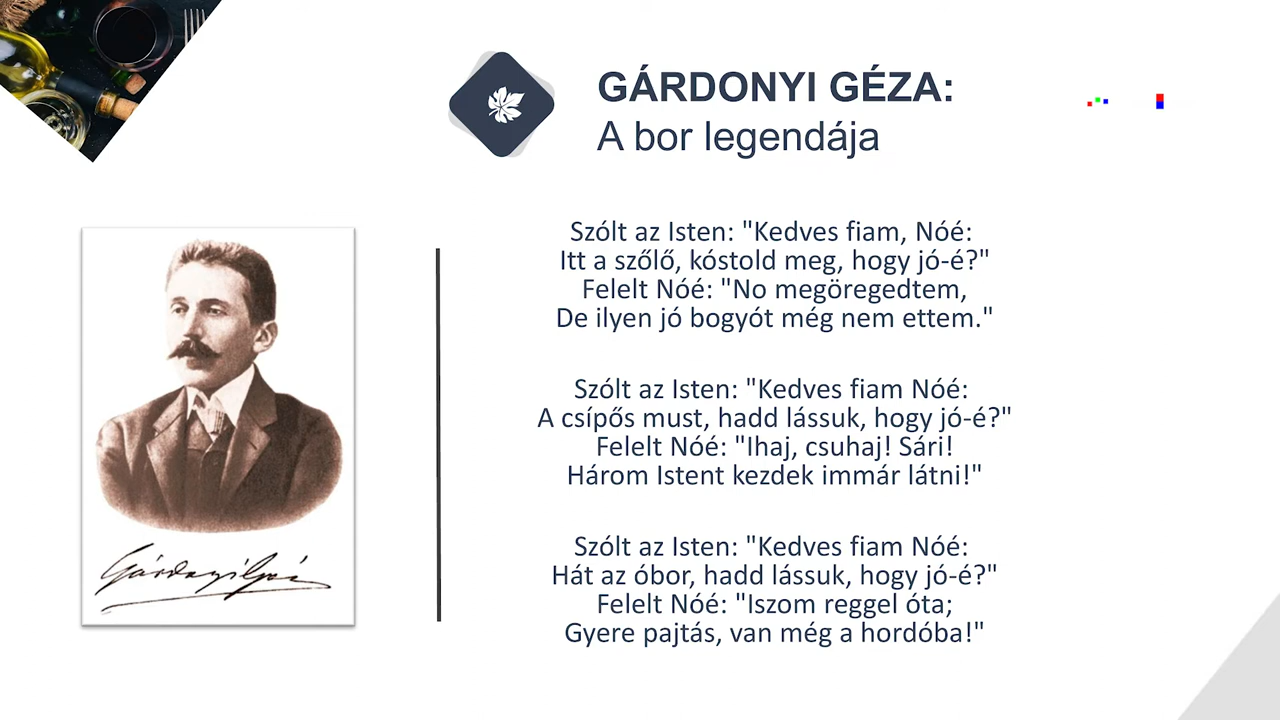 GÁRDONYI GÉZA:
A bor legendája
Szólt az Isten: "Kedves fiam, Nóé:
Itt a szőlő, kóstold meg, hogy jó-é?"
Felelt Nóé: "No megöregedtem,
De ilyen jó bogyót még nem ettem."
Szólt az Isten: "Kedves fiam Nóé:
A csípős must, hadd lássuk, hogy jó-é?"
Felelt Nóé: "Ihaj, csuhaj! Sári!
Három Istent kezdek immár látni!"
Szólt az Isten: "Kedves fiam Nóé:
Hát az óbor, hadd lássuk, hogy jó-é?"
Felelt Nóé: "Iszom reggel óta;
Gyere pajtás, van még a hordóba!"
Gárdonyi Géza